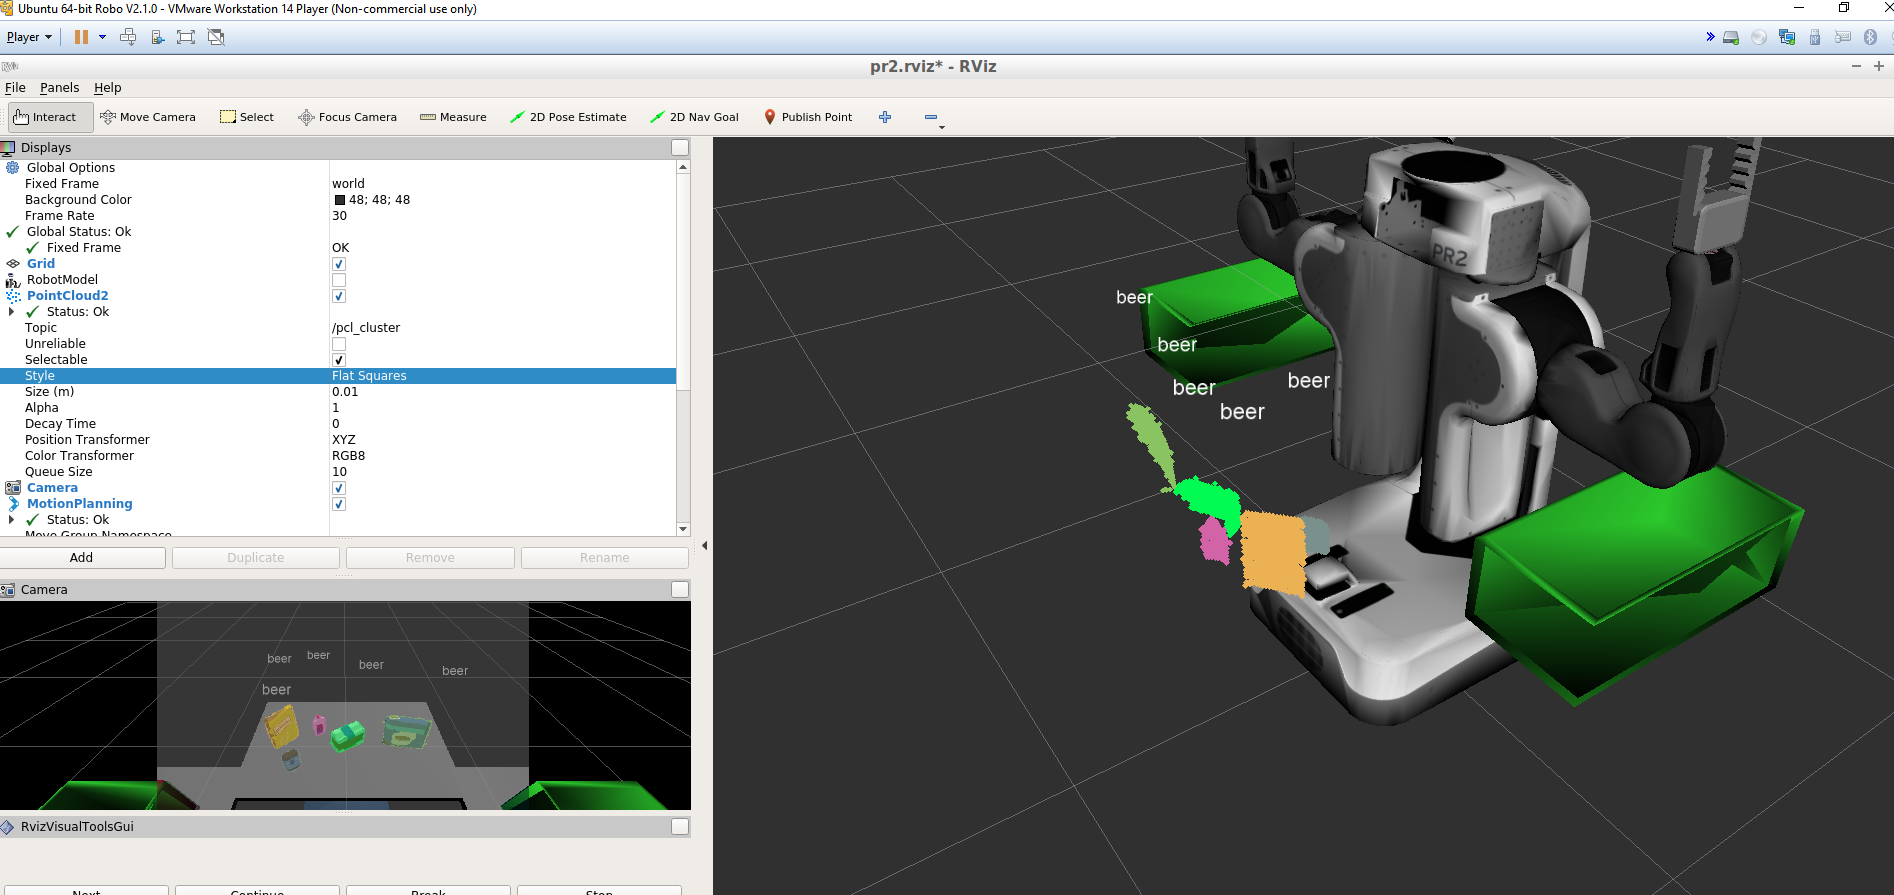 Ubuntu 64-bit Robo V2.1.0 - VMware Workstation 14 Player (Non-commercial use only)
Player
pr2.rviz* - RViz
File Panels Help
Interact Move Camera Select Focus Camera Measure 2D Pose Estimate 2D Nav Goal Publish Point
Displays
Global Options
Fixed Frame world
Background Color 48; 48; 48
Frame Rate 30
Global Status: Ok
Fixed Frame OK
Grid
RobotModel
PointCloud2
Status: Ok
Topic /pcl_cluster
Unreliable
Selectable
Style Flat Squares
Size (m) 0.01
Alpha 1
Decay Time 0
Position Transformer XYZ
Color Transformer RGB8
Queue Size 10
Camera
MotionPlanning
Status: Ok
Move Group Namespace
Add Duplicate Remove Rename
Camera
beer
beer
beer
beer
beer
RvizVisualToolsGui
Next Continue Break Stop
PR2
beer
beer
beer
beer
beer